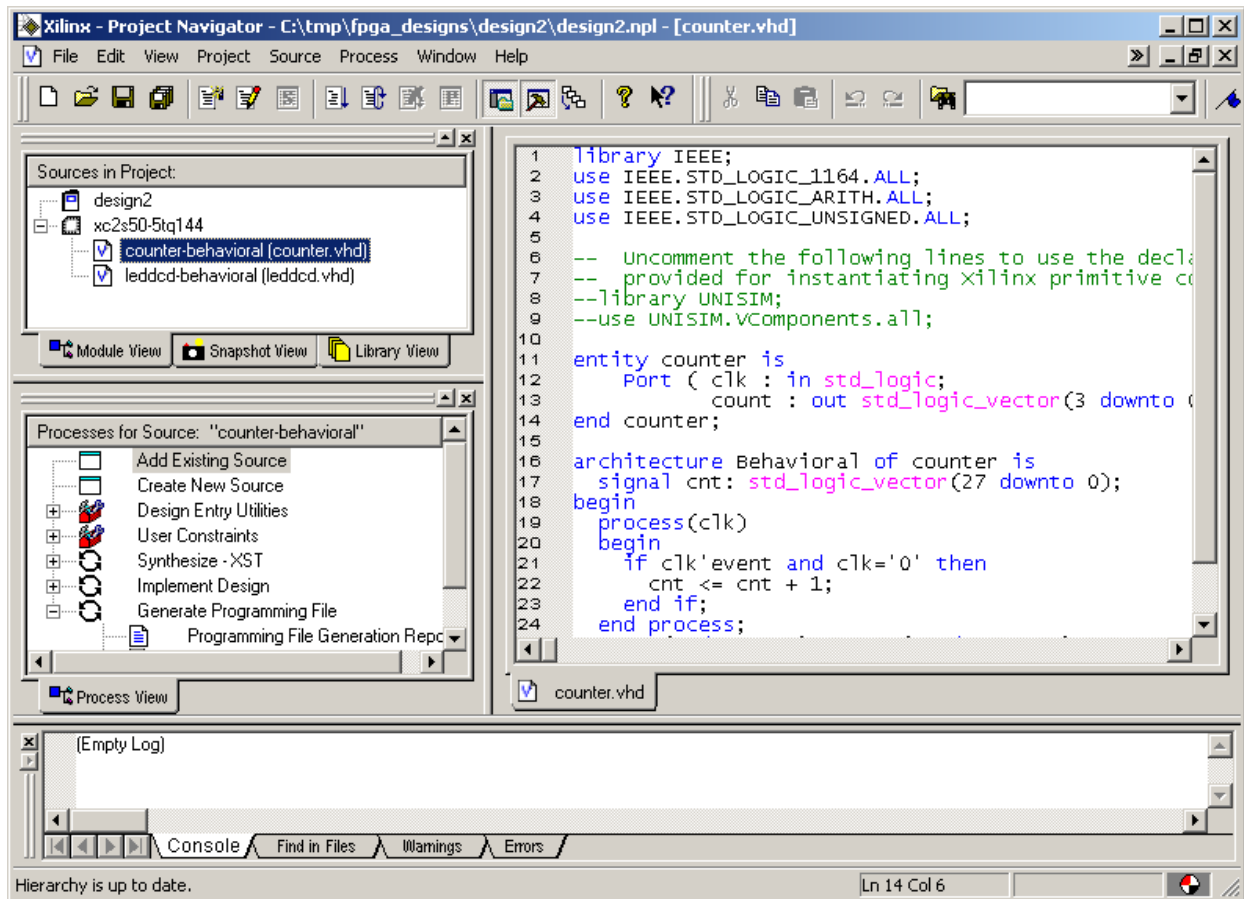 Xilinx - Project Navigator - C:\tmp\fpga_designs\design2\design2.npl - [counter.vhd]
File Edit View Project Source Process Window Help
Sources in Project:
design2
xc2s50-5tq144
counter-behavioral (counter.vhd)
leddcd-behavioral (leddcd.vhd)
Module View Snapshot View Library View
Processes for Source: "counter-behavioral"
Add Existing Source
Create New Source
Design Entry Utilities
User Constraints
Synthesize - XST
Implement Design
Generate Programming File
Programming File Generation Repo
Process View
1 library IEEE;
2 use IEEE.STD_LOGIC_1164.ALL;
3 use IEEE.STD_LOGIC_ARITH.ALL;
4 use IEEE.STD_LOGIC_UNSIGNED.ALL;
5
6 -- Uncomment the following lines to use the decla
7 -- provided for instantiating Xilinx primitive co
8 --library UNISIM;
9 --use UNISIM.VComponents.all;
10
11 entity counter is
12 Port ( clk : in std_logic;
13 count : out std_logic_vector(3 downto 0
14 end counter;
15
16 architecture Behavioral of counter is
17 signal cnt: std_logic_vector(27 downto 0);
18 begin
19 process(clk)
20 begin
21 if clk'event and clk='0' then
22 cnt <= cnt + 1;
23 end if;
24 end process;
counter.vhd
(Empty Log)
Console Find in Files Warnings Errors
Hierarchy is up to date. Ln 14 Col 6